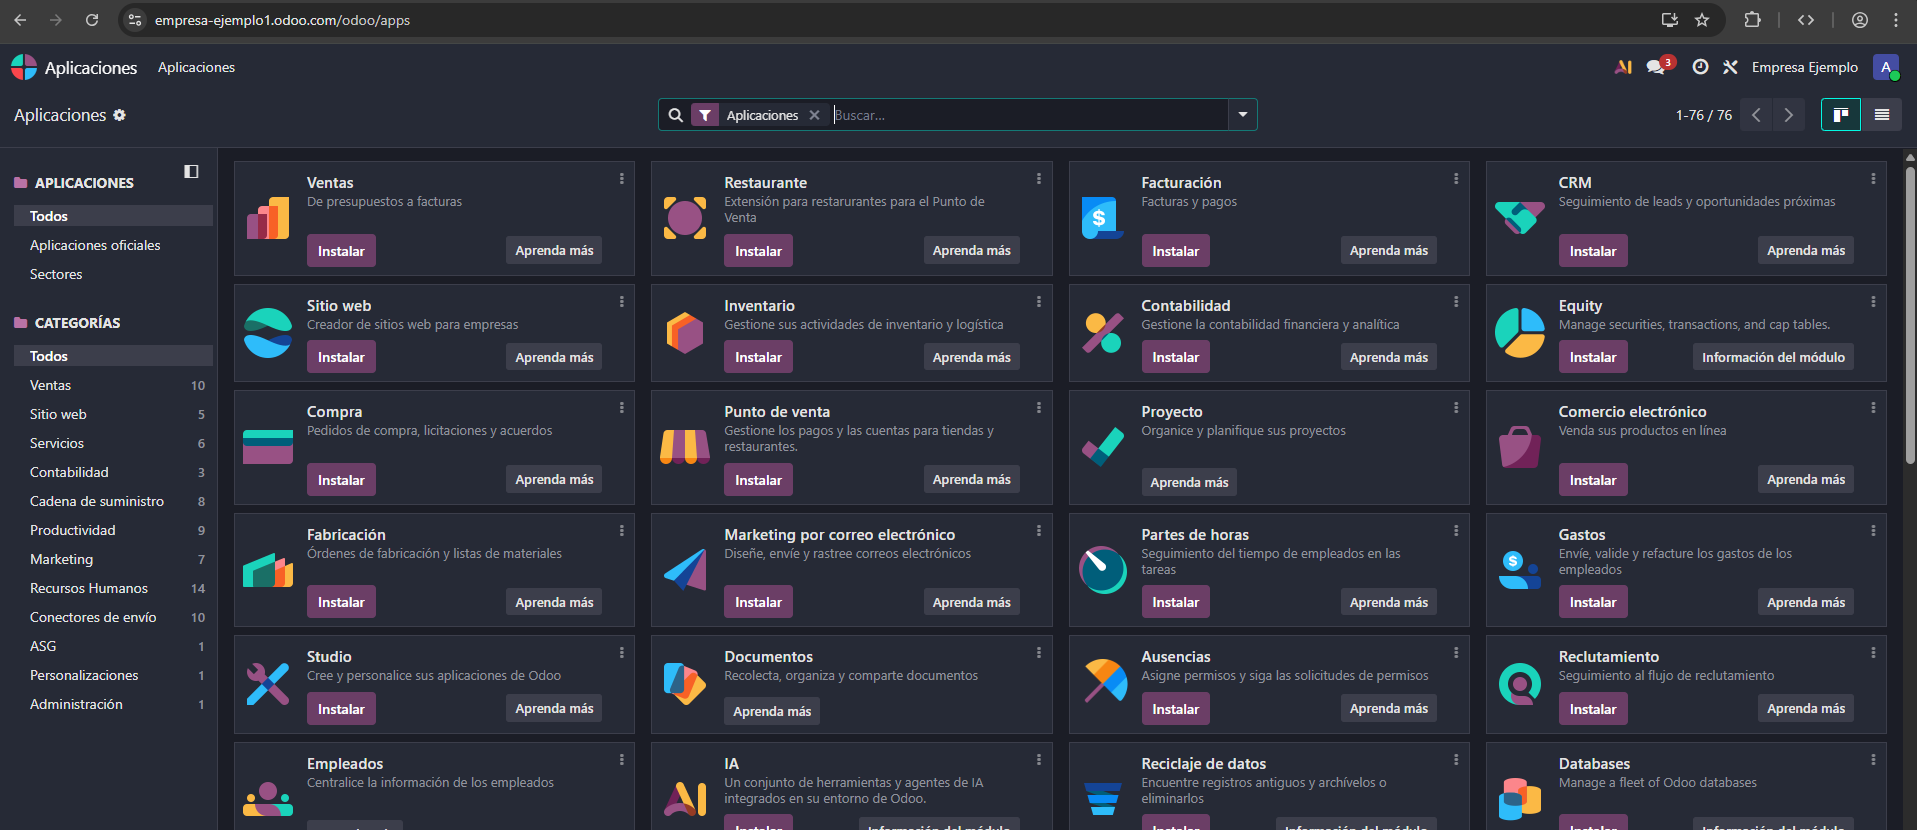 empresa-ejemplo1.odoo.com/odoo/apps
Aplicaciones
Aplicaciones
3
Empresa Ejemplo
A
Aplicaciones
Aplicaciones
Buscar...
1-76 / 76
APLICACIONES
Todos
Aplicaciones oficiales
Sectores
CATEGORÍAS
Todos
Ventas 10
Sitio web 5
Servicios 6
Contabilidad 3
Cadena de suministro 8
Productividad 9
Marketing 7
Recursos Humanos 14
Conectores de envío 10
ASG 1
Personalizaciones 1
Administración 1
Ventas
De presupuestos a facturas
Instalar
Aprenda más
Restaurante
Extensión para restarurantes para el Punto de
Venta
Instalar
Aprenda más
Facturación
Facturas y pagos
Instalar
Aprenda más
CRM
Seguimiento de leads y oportunidades próximas
Instalar
Aprenda más
Sitio web
Creador de sitios web para empresas
Instalar
Aprenda más
Inventario
Gestione sus actividades de inventario y logística
Instalar
Aprenda más
Contabilidad
Gestione la contabilidad financiera y analítica
Instalar
Aprenda más
Equity
Manage securities, transactions, and cap tables.
Instalar
Información del módulo
Compra
Pedidos de compra, licitaciones y acuerdos
Instalar
Aprenda más
Punto de venta
Gestione los pagos y las cuentas para tiendas y
restaurantes.
Instalar
Aprenda más
Proyecto
Organice y planifique sus proyectos
Aprenda más
Comercio electrónico
Venda sus productos en línea
Instalar
Aprenda más
Fabricación
Órdenes de fabricación y listas de materiales
Instalar
Aprenda más
Marketing por correo electrónico
Diseñe, envíe y rastree correos electrónicos
Instalar
Aprenda más
Partes de horas
Seguimiento del tiempo de empleados en las
tareas
Instalar
Aprenda más
Gastos
Envíe, valide y refacture los gastos de los
empleados
Instalar
Aprenda más
Studio
Cree y personalice sus aplicaciones de Odoo
Instalar
Aprenda más
Documentos
Recolecta, organiza y comparte documentos
Aprenda más
Ausencias
Asigne permisos y siga las solicitudes de permisos
Instalar
Aprenda más
Reclutamiento
Seguimiento al flujo de reclutamiento
Instalar
Aprenda más
Empleados
Centralice la información de los empleados
IA
Un conjunto de herramientas y agentes de IA
integrados en su entorno de Odoo.
Instalar
Información del módulo
Reciclaje de datos
Encuentre registros antiguos y archívelos o
eliminarlos
Instalar
Información del módulo
Databases
Manage a fleet of Odoo databases
Instalar
Información del módulo